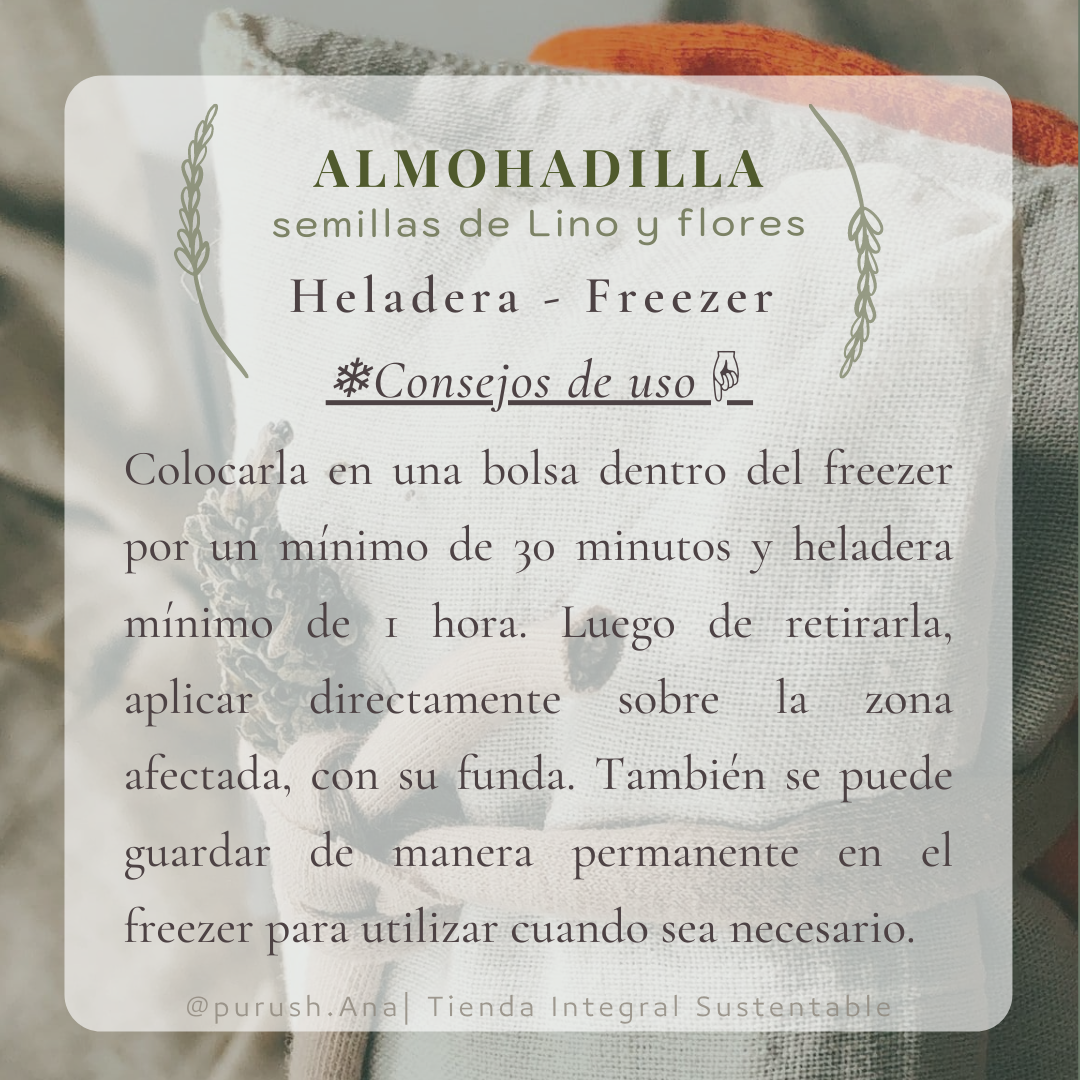 ALMOHADILLA
semillas de Lino y flores
Heladera - Freezer
❄Consejos de uso☟
Colocarla en una bolsa dentro del freezer
por un mínimo de 30 minutos y heladera
mínimo de 1 hora. Luego de retirarla,
aplicar directamente sobre la zona
afectada, con su funda. También se puede
guardar de manera permanente en el
freezer para utilizar cuando sea necesario.
@purush.Ana| Tienda Integral Sustentable